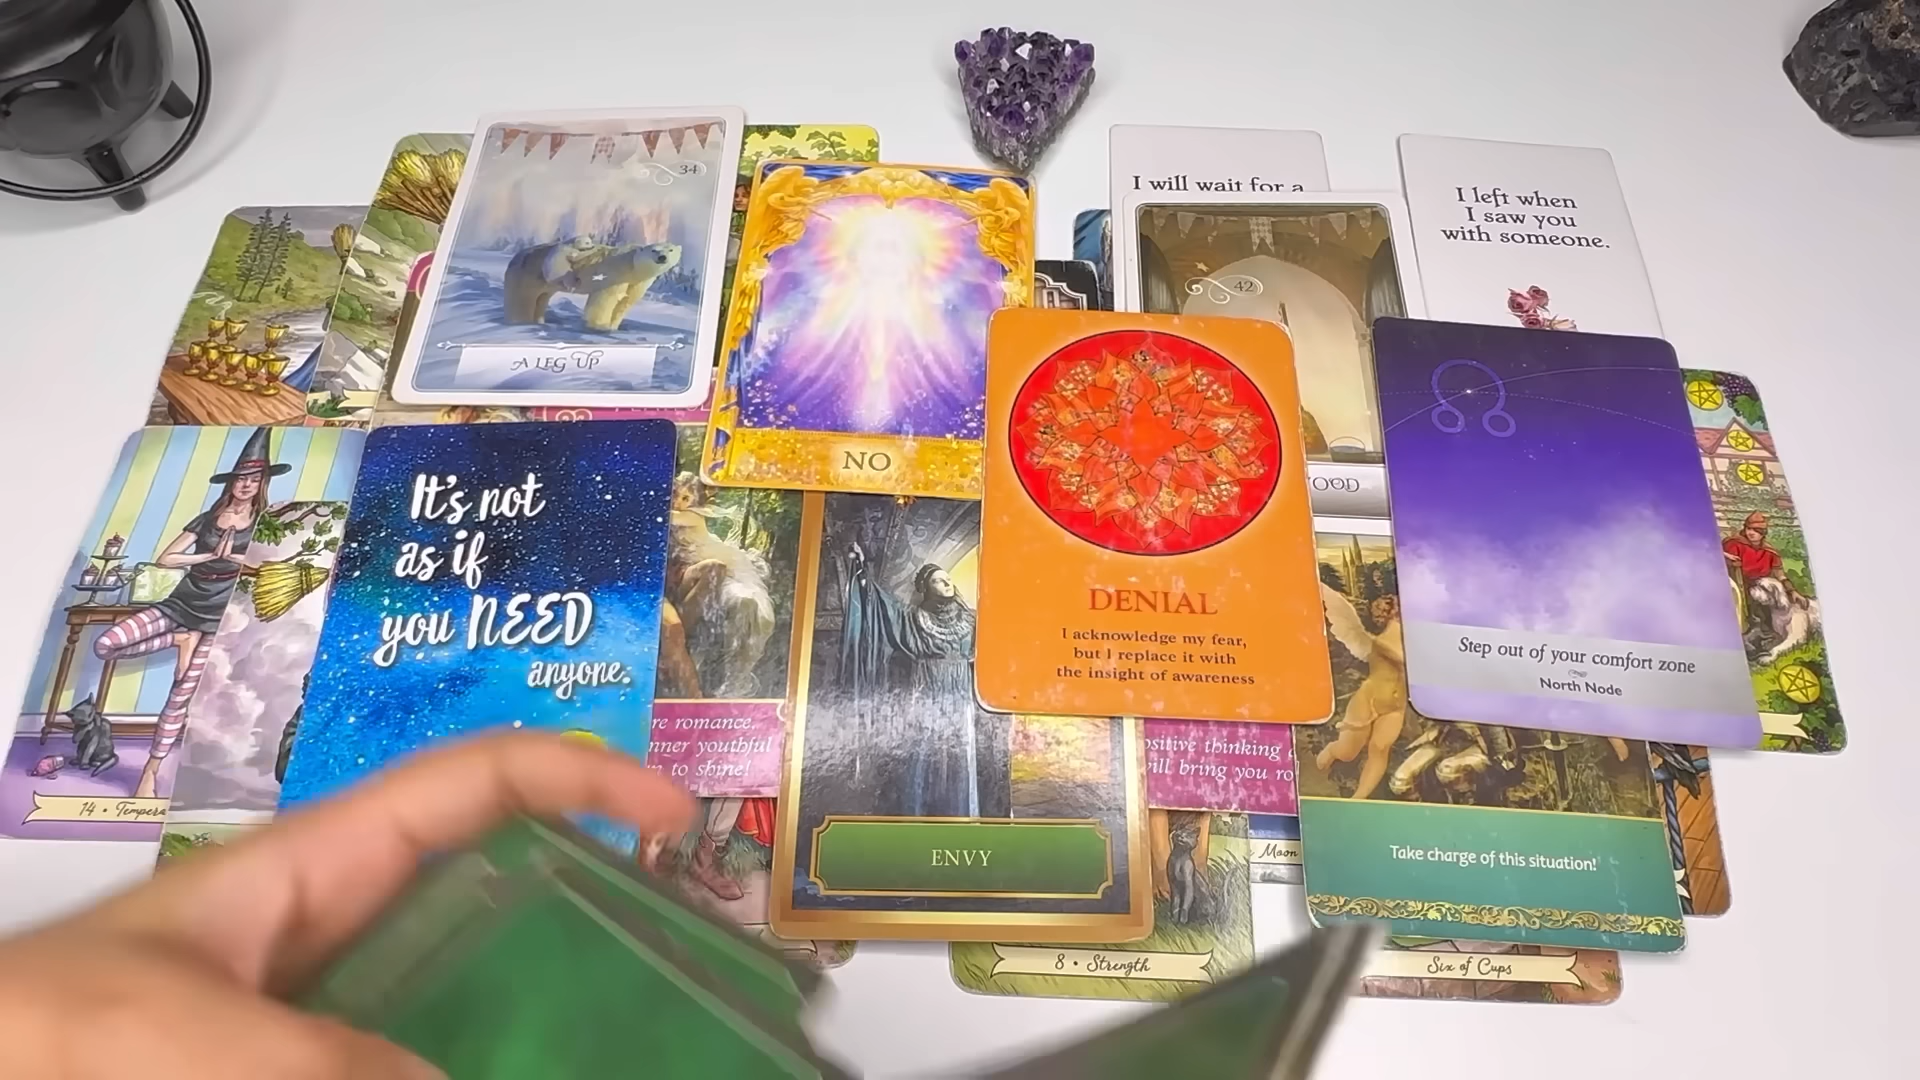 34
A LEG UP
NO
I will wait for a
I left when
I saw you
with someone.
42
OOD
It's not
as if
you NEED
anyone.
DENIAL
I acknowledge my fear,
but I replace it with
the insight of awareness
Step out of your comfort zone
North Node
re romance,
nner youthful
to shine!
ositive thinking
ill bring you ro
14 • Tempera
ENVY
Moon
Take charge of this situation!
8 • Strength
Six of Cups